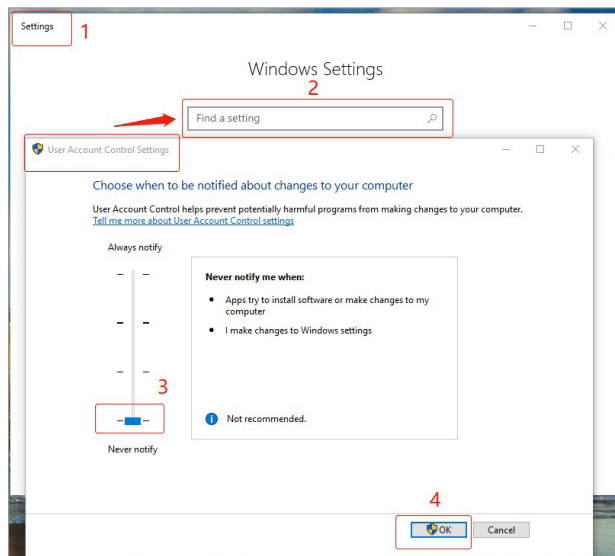 Settings
1
Windows Settings
2
Find a setting
User Account Control Settings
Choose when to be notified about changes to your computer
User Account Control helps prevent potentially harmful programs from making changes to your computer.
Tell me more about User Account Control settings
Always notify
Never notify me when:
• Apps try to install software or make changes to my
computer
• I make changes to Windows settings
3
Not recommended.
Never notify
4
OK
Cancel